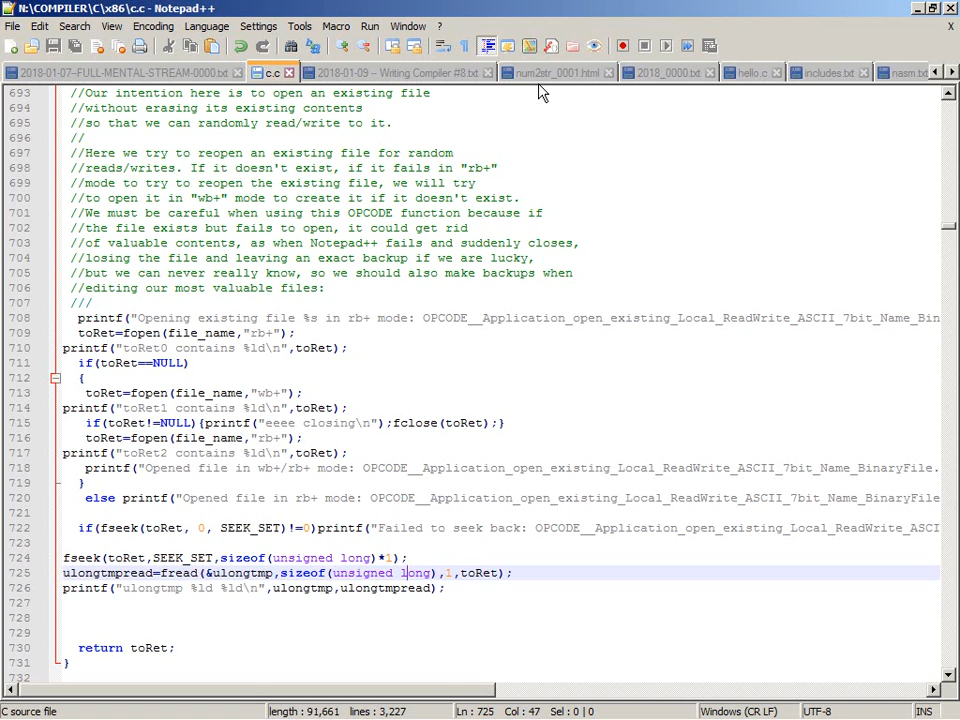 N:\COMPILER\C\x86\c.c - Notepad++
File Edit Search View Encoding Language Settings Tools Macro Run Window ? X
2018-01-07-FULL-MENTAL-STREAM-0000.txt c.c 2018-01-09 – Writing Compiler #8.txt num2str_0001.html 2018_0000.txt hello.c includes.txt nasm.txt
693 //Our intention here is to open an existing file
694 //without erasing its existing contents
695 //so that we can randomly read/write to it.
696 //
697 //Here we try to reopen an existing file for random
698 //reads/writes. If it doesn't exist, if it fails in "rb+"
699 //mode to try to reopen the existing file, we will try
700 //to open it in "wb+" mode to create it if it doesn't exist.
701 //We must be careful when using this OPCODE function because if
702 //the file exists but fails to open, it could get rid
703 //of valuable contents, as when Notepad++ fails and suddenly closes,
704 //losing the file and leaving an exact backup if we are lucky,
705 //but we can never really know, so we should also make backups when
706 //editing our most valuable files:
707 ///
708 printf("Opening existing file %s in rb+ mode: OPCODE__Application_open_existing_Local_ReadWrite_ASCII_7bit_Name_Bin
709 toRet=fopen(file_name,"rb+");
710 printf("toRet0 contains %ld\n",toRet);
711 if(toRet==NULL)
712 {
713 toRet=fopen(file_name,"wb+");
714 printf("toRet1 contains %ld\n",toRet);
715 if(toRet!=NULL){printf("eeee closing\n");fclose(toRet);}
716 toRet=fopen(file_name,"rb+");
717 printf("toRet2 contains %ld\n",toRet);
718 printf("Opened file in wb+/rb+ mode: OPCODE__Application_open_existing_Local_ReadWrite_ASCII_7bit_Name_BinaryFile.
719 }
720 else printf("Opened file in rb+ mode: OPCODE__Application_open_existing_Local_ReadWrite_ASCII_7bit_Name_BinaryFile
721
722 if(fseek(toRet, 0, SEEK_SET)!=0)printf("Failed to seek back: OPCODE__Application_open_existing_Local_ReadWrite_ASCI
723
724 fseek(toRet,SEEK_SET,sizeof(unsigned long)*1);
725 ulongtmpread=fread(&ulongtmp,sizeof(unsigned long),1,toRet);
726 printf("ulongtmp %ld %ld\n",ulongtmp,ulongtmpread);
727
728
729
730 return toRet;
731 }
732
C source file length : 91,661 lines : 3,227 Ln : 725 Col : 47 Sel : 0 | 0 Windows (CR LF) UTF-8 INS